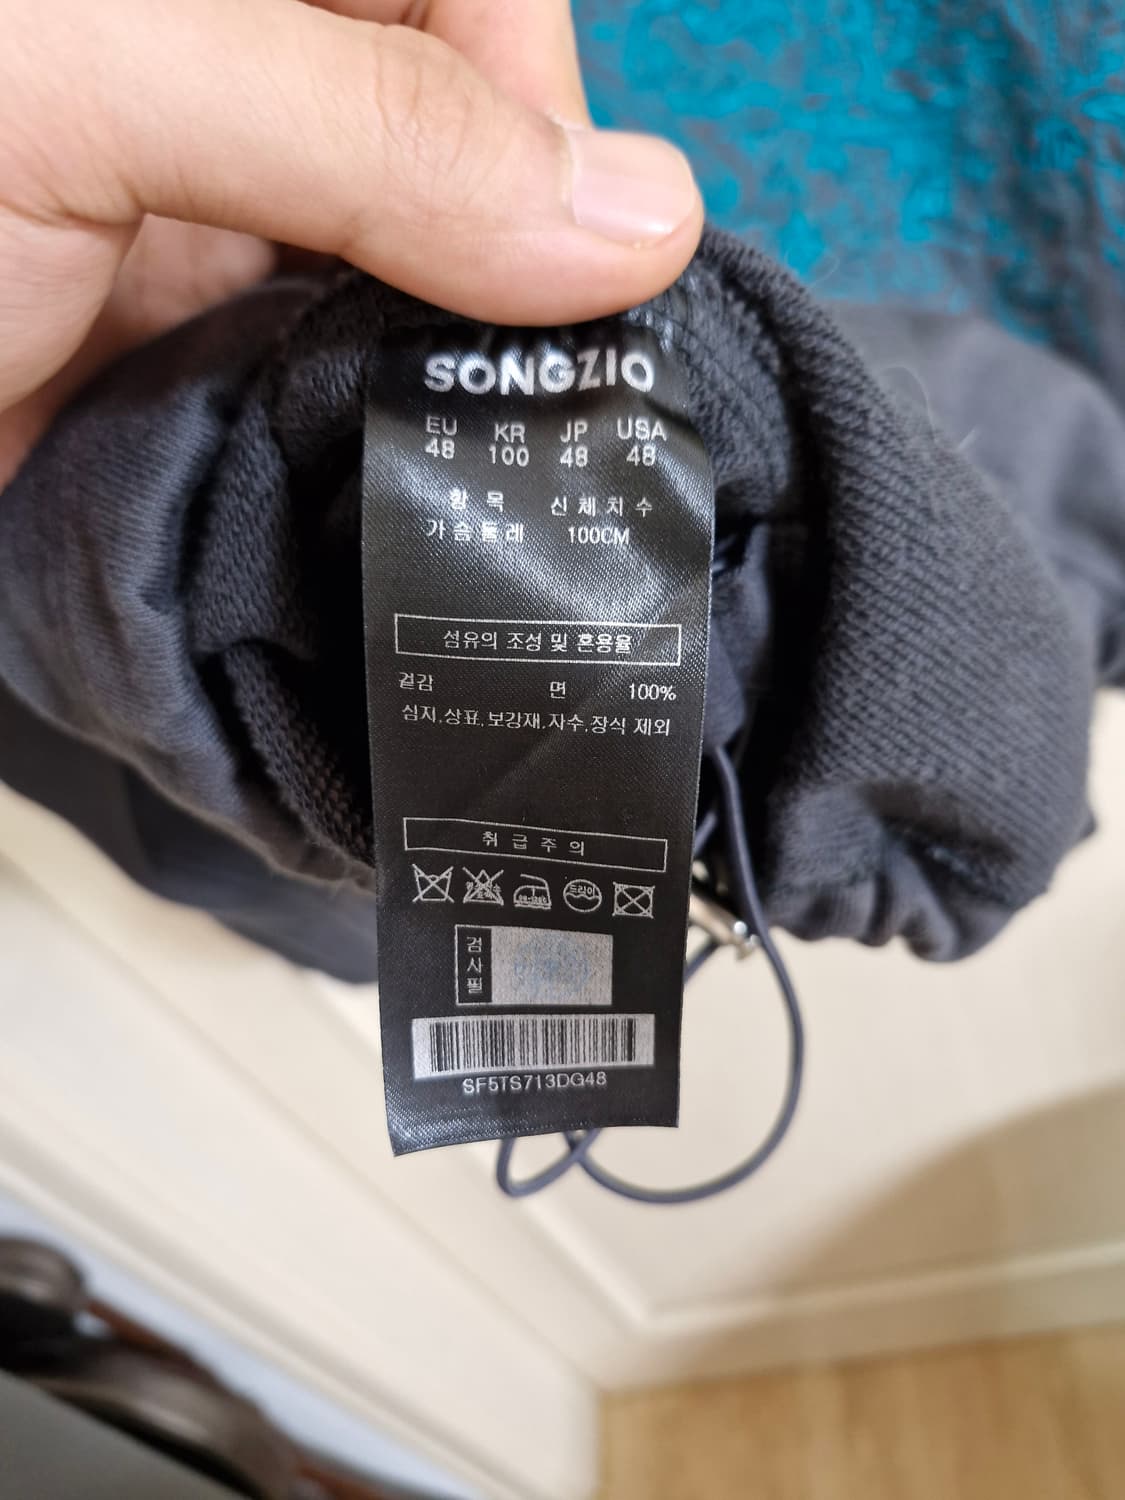 SONGZIO
EU KR JP USA
48 100 48 48
항 목 신 체 치 수
가 슴 둘 레 100CM
섬유의 조성 및 혼용율
겉감 면 100%
심지,상표,보강재,자수,장식 제외
취 급 주 의
드라이
검사필
SF5TS713DG48